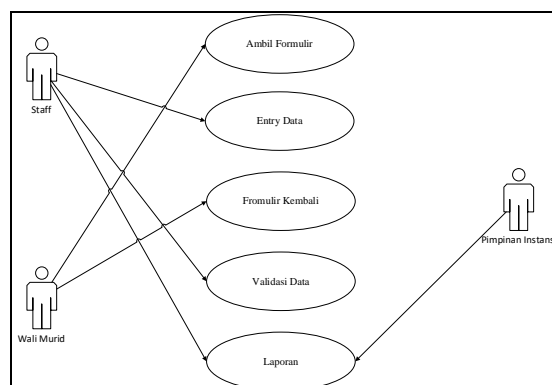 Ambil Formulir
Staff
Entry Data
Fromulir Kembali
Pimpinan Instans
Validasi Data
Wali Murid
Laporan